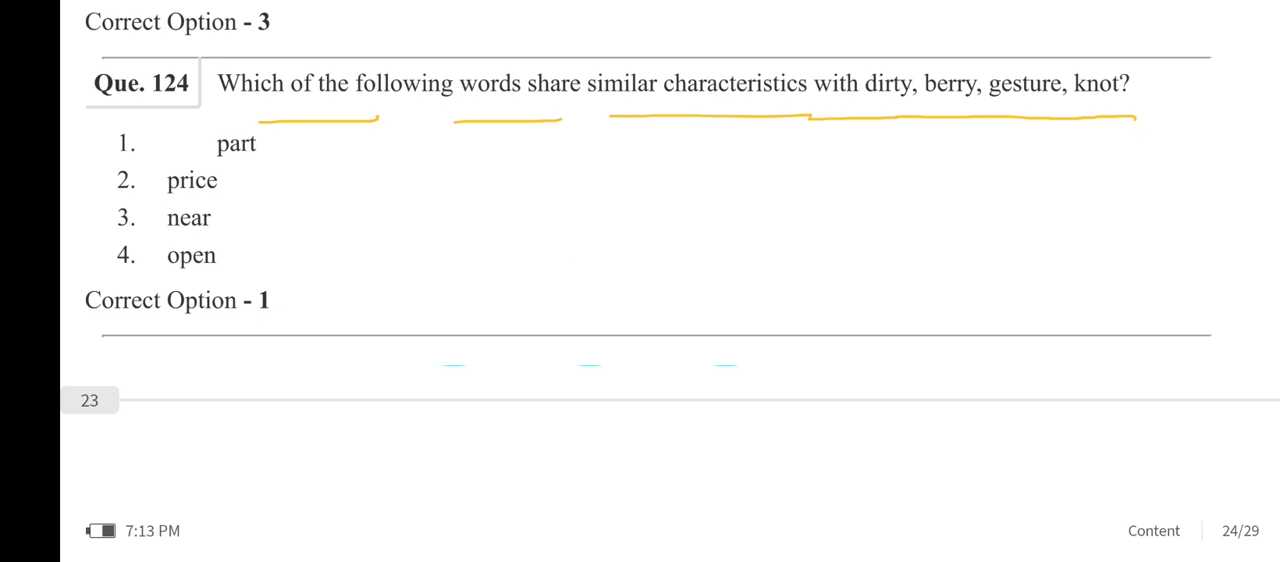 Correct Option - 3
Que. 124 Which of the following words share similar characteristics with dirty, berry, gesture, knot?
1. part
2. price
3. near
4. open
Correct Option - 1
23
7:13 PM Content 24/29